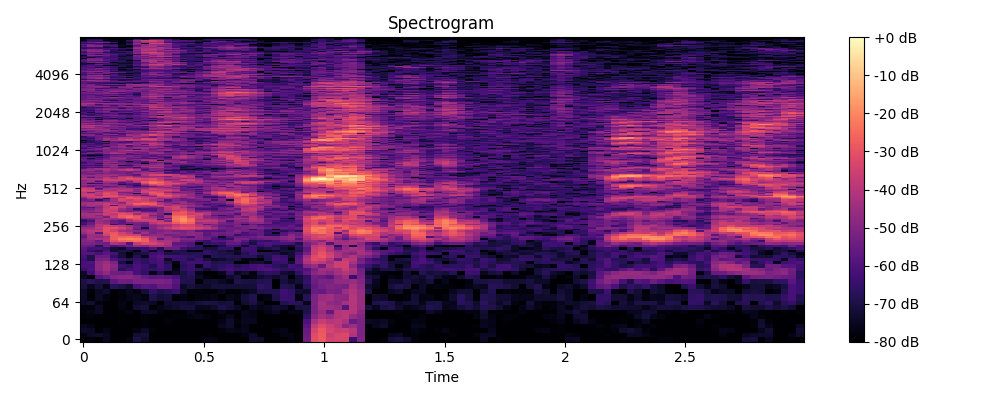 Spectrogram
4096
2048
1024
512
256
128
64
0
Hz
0
0.5
1
1.5
2
2.5
Time
+0 dB
-10 dB
-20 dB
-30 dB
-40 dB
-50 dB
-60 dB
-70 dB
-80 dB